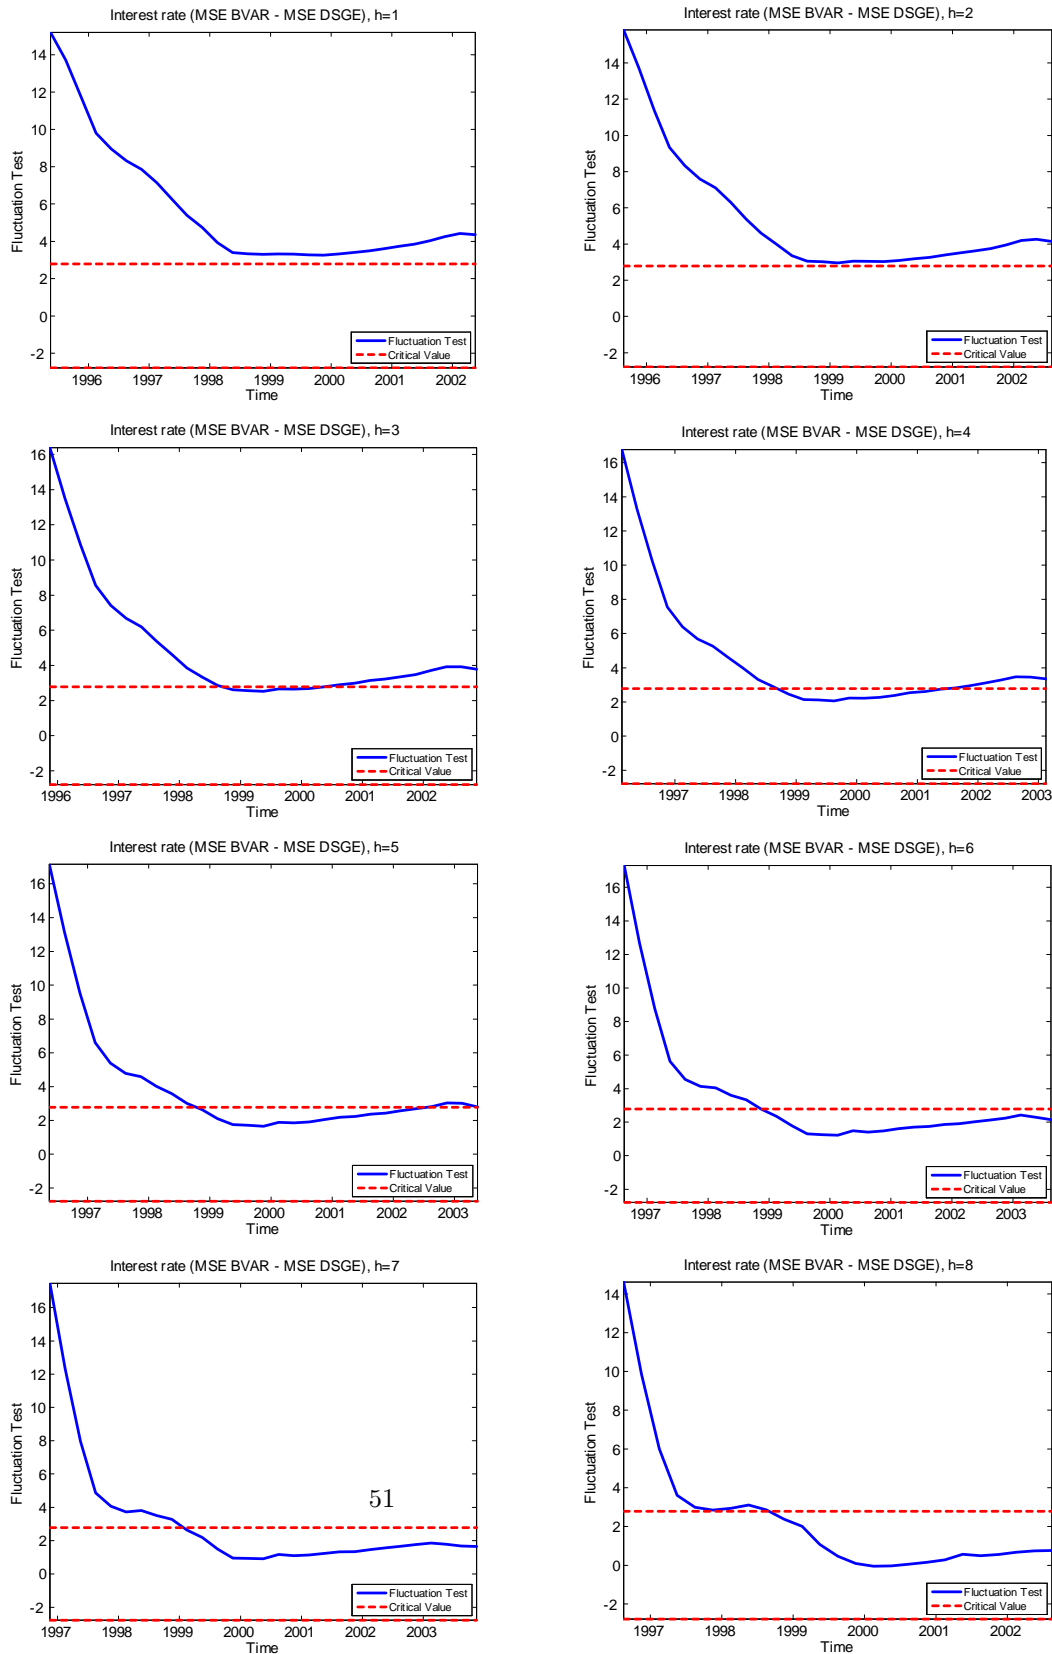 Interest rate (MSE BVAR - MSE DSGE), h=1
14
12
10
8
6
4
2
0
-2
Fluctuation Test
Fluctuation Test
Critical Value
1996 1997 1998 1999 2000 2001 2002
Time
Interest rate (MSE BVAR - MSE DSGE), h=2
14
12
10
8
6
4
2
0
-2
Fluctuation Test
Fluctuation Test
Critical Value
1996 1997 1998 1999 2000 2001 2002
Time
Interest rate (MSE BVAR - MSE DSGE), h=3
16
14
12
10
8
6
4
2
0
-2
Fluctuation Test
Fluctuation Test
Critical Value
1996 1997 1998 1999 2000 2001 2002
Time
Interest rate (MSE BVAR - MSE DSGE), h=4
16
14
12
10
8
6
4
2
0
-2
Fluctuation Test
Fluctuation Test
Critical Value
1997 1998 1999 2000 2001 2002 2003
Time
Interest rate (MSE BVAR - MSE DSGE), h=5
16
14
12
10
8
6
4
2
0
-2
Fluctuation Test
Fluctuation Test
Critical Value
1997 1998 1999 2000 2001 2002 2003
Time
Interest rate (MSE BVAR - MSE DSGE), h=6
16
14
12
10
8
6
4
2
0
-2
Fluctuation Test
Fluctuation Test
Critical Value
1997 1998 1999 2000 2001 2002 2003
Time
Interest rate (MSE BVAR - MSE DSGE), h=7
16
14
12
10
8
6
4
2
0
-2
Fluctuation Test
51
Fluctuation Test
Critical Value
1997 1998 1999 2000 2001 2002 2003
Time
Interest rate (MSE BVAR - MSE DSGE), h=8
14
12
10
8
6
4
2
0
-2
Fluctuation Test
Fluctuation Test
Critical Value
1997 1998 1999 2000 2001 2002
Time